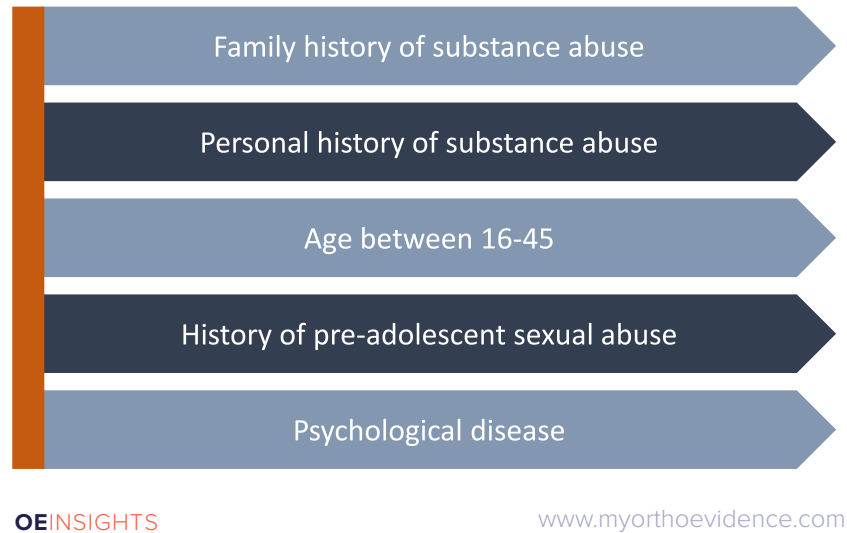 Family history of substance abuse
Personal history of substance abuse
Age between 16-45
History of pre-adolescent sexual abuse
Psychological disease
OEINSIGHTS
www.myorthoevidence.com